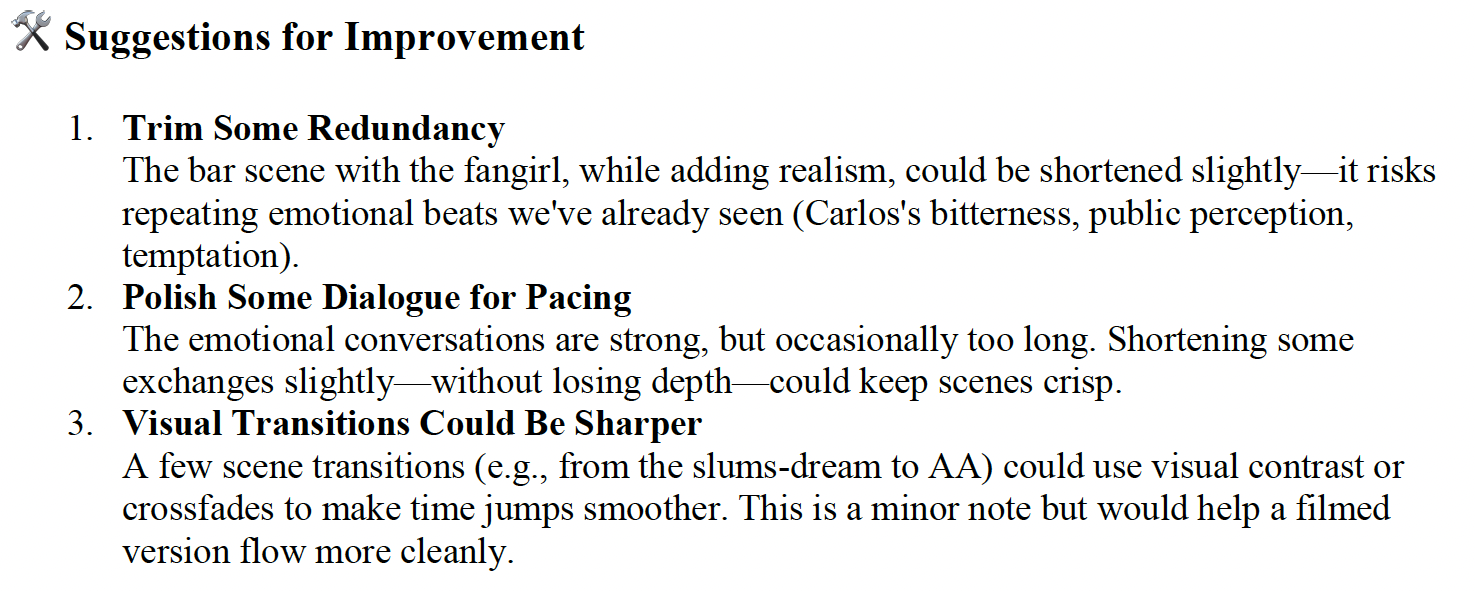 🛠 Suggestions for Improvement
1. Trim Some Redundancy
The bar scene with the fangirl, while adding realism, could be shortened slightly—it risks
repeating emotional beats we've already seen (Carlos's bitterness, public perception,
temptation).
2. Polish Some Dialogue for Pacing
The emotional conversations are strong, but occasionally too long. Shortening some
exchanges slightly—without losing depth—could keep scenes crisp.
3. Visual Transitions Could Be Sharper
A few scene transitions (e.g., from the slums-dream to AA) could use visual contrast or
crossfades to make time jumps smoother. This is a minor note but would help a filmed
version flow more cleanly.